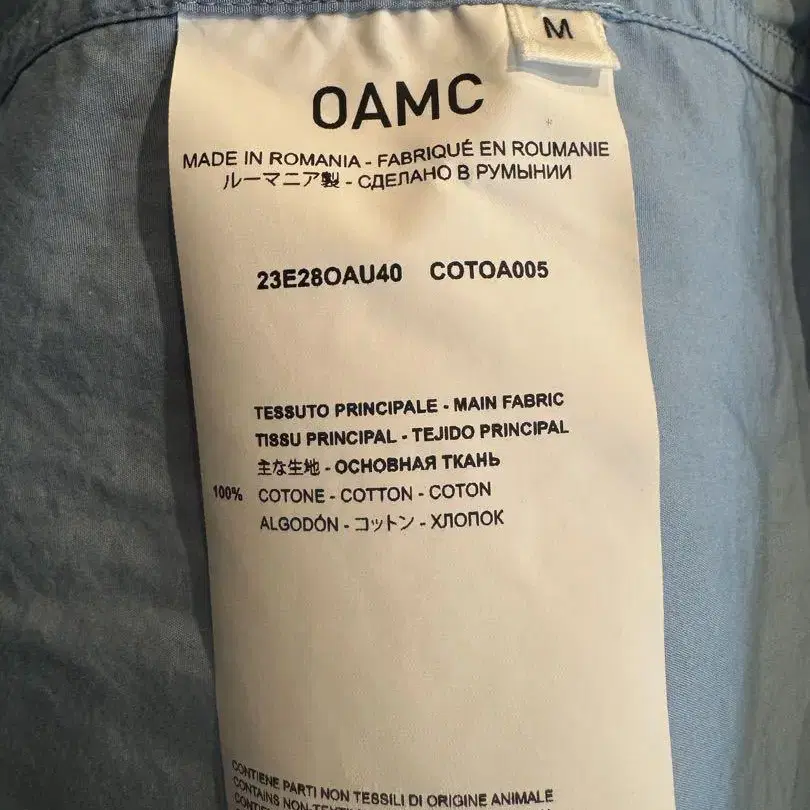 M
OAMC
MADE IN ROMANIA - FABRIQUÉ EN ROUMANIE
ルーマニア製 - СДЕЛАНО В РУМЫНИИ
23E28OAU40 COTOA005
TESSUTO PRINCIPALE - MAIN FABRIC
TISSU PRINCIPAL - TEJIDO PRINCIPAL
主な生地 - ОСНОВНАЯ ТКАНЬ
100% COTONE - COTTON - COTON
ALGODÓN - コットン - ХЛОПОК
CONTIENE PARTI NON TESSILI DI ORIGINE ANIMALE
CONTAINS